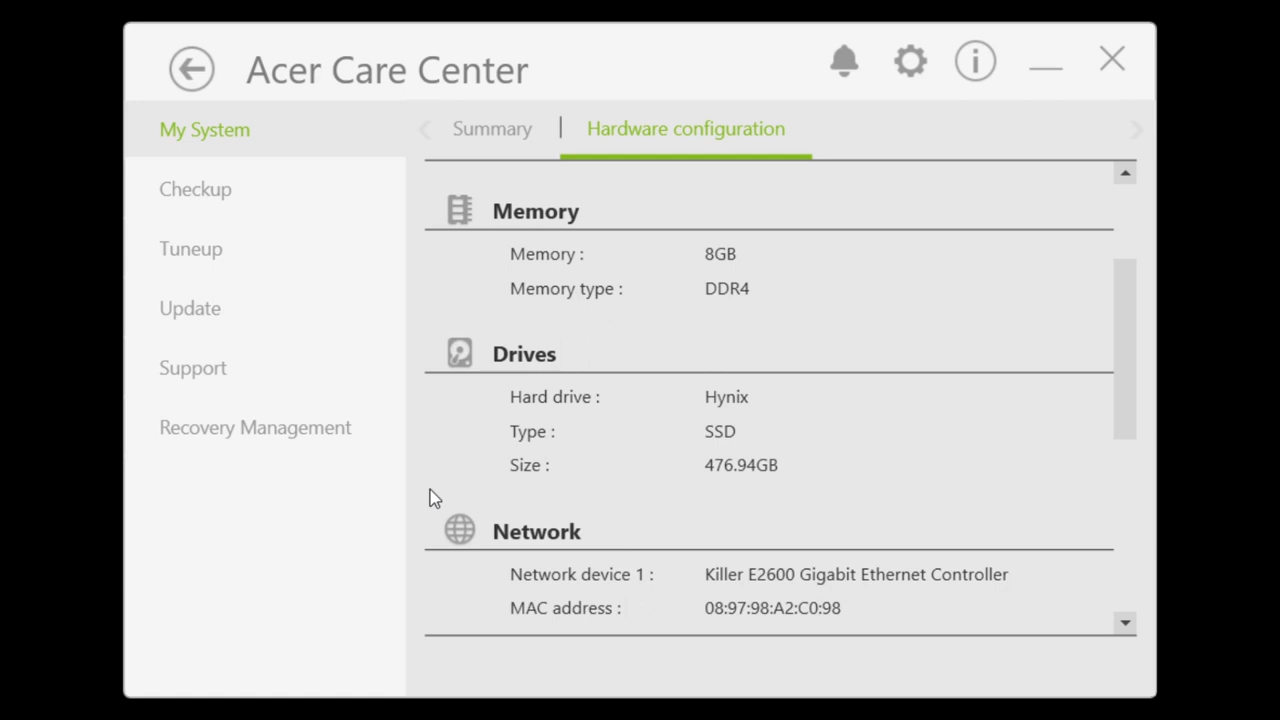 Acer Care Center
My System
Checkup
Tuneup
Update
Support
Recovery Management
Summary | Hardware configuration
Memory
Memory : 8GB
Memory type : DDR4
Drives
Hard drive : Hynix
Type : SSD
Size : 476.94GB
Network
Network device 1 : Killer E2600 Gigabit Ethernet Controller
MAC address : 08:97:98:A2:C0:98